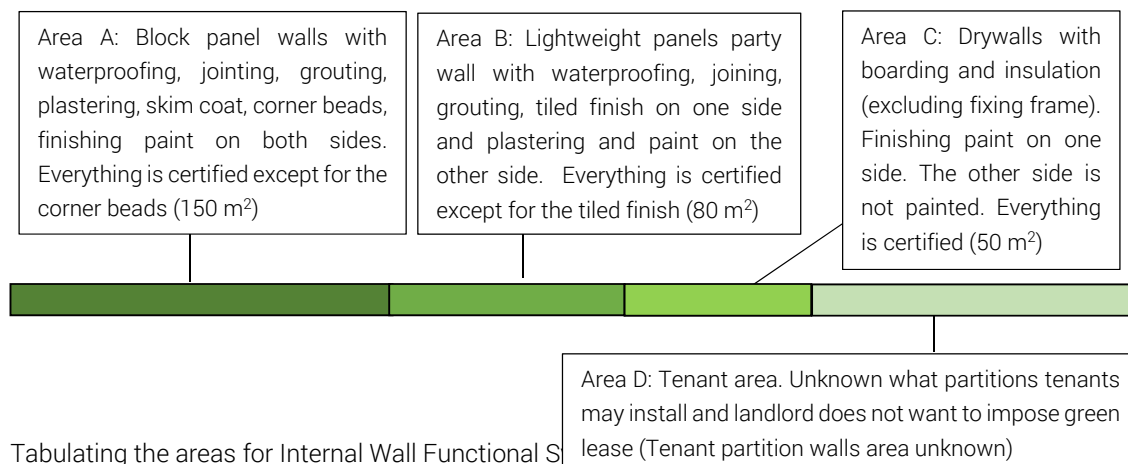 Area A: Block panel walls with
waterproofing, jointing, grouting,
plastering, skim coat, corner beads,
finishing paint on both sides.
Everything is certified except for the
corner beads (150 m²)
Area B: Lightweight panels party
wall with waterproofing, joining,
grouting, tiled finish on one side
and plastering and paint on the
other side. Everything is certified
except for the tiled finish (80 m²)
Area C: Drywalls with
boarding and insulation
(excluding fixing frame).
Finishing paint on one
side. The other side is
not painted. Everything
is certified (50 m²)
Area D: Tenant area. Unknown what partitions tenants
may install and landlord does not want to impose green
lease (Tenant partition walls area unknown)
Tabulating the areas for Internal Wall Functional